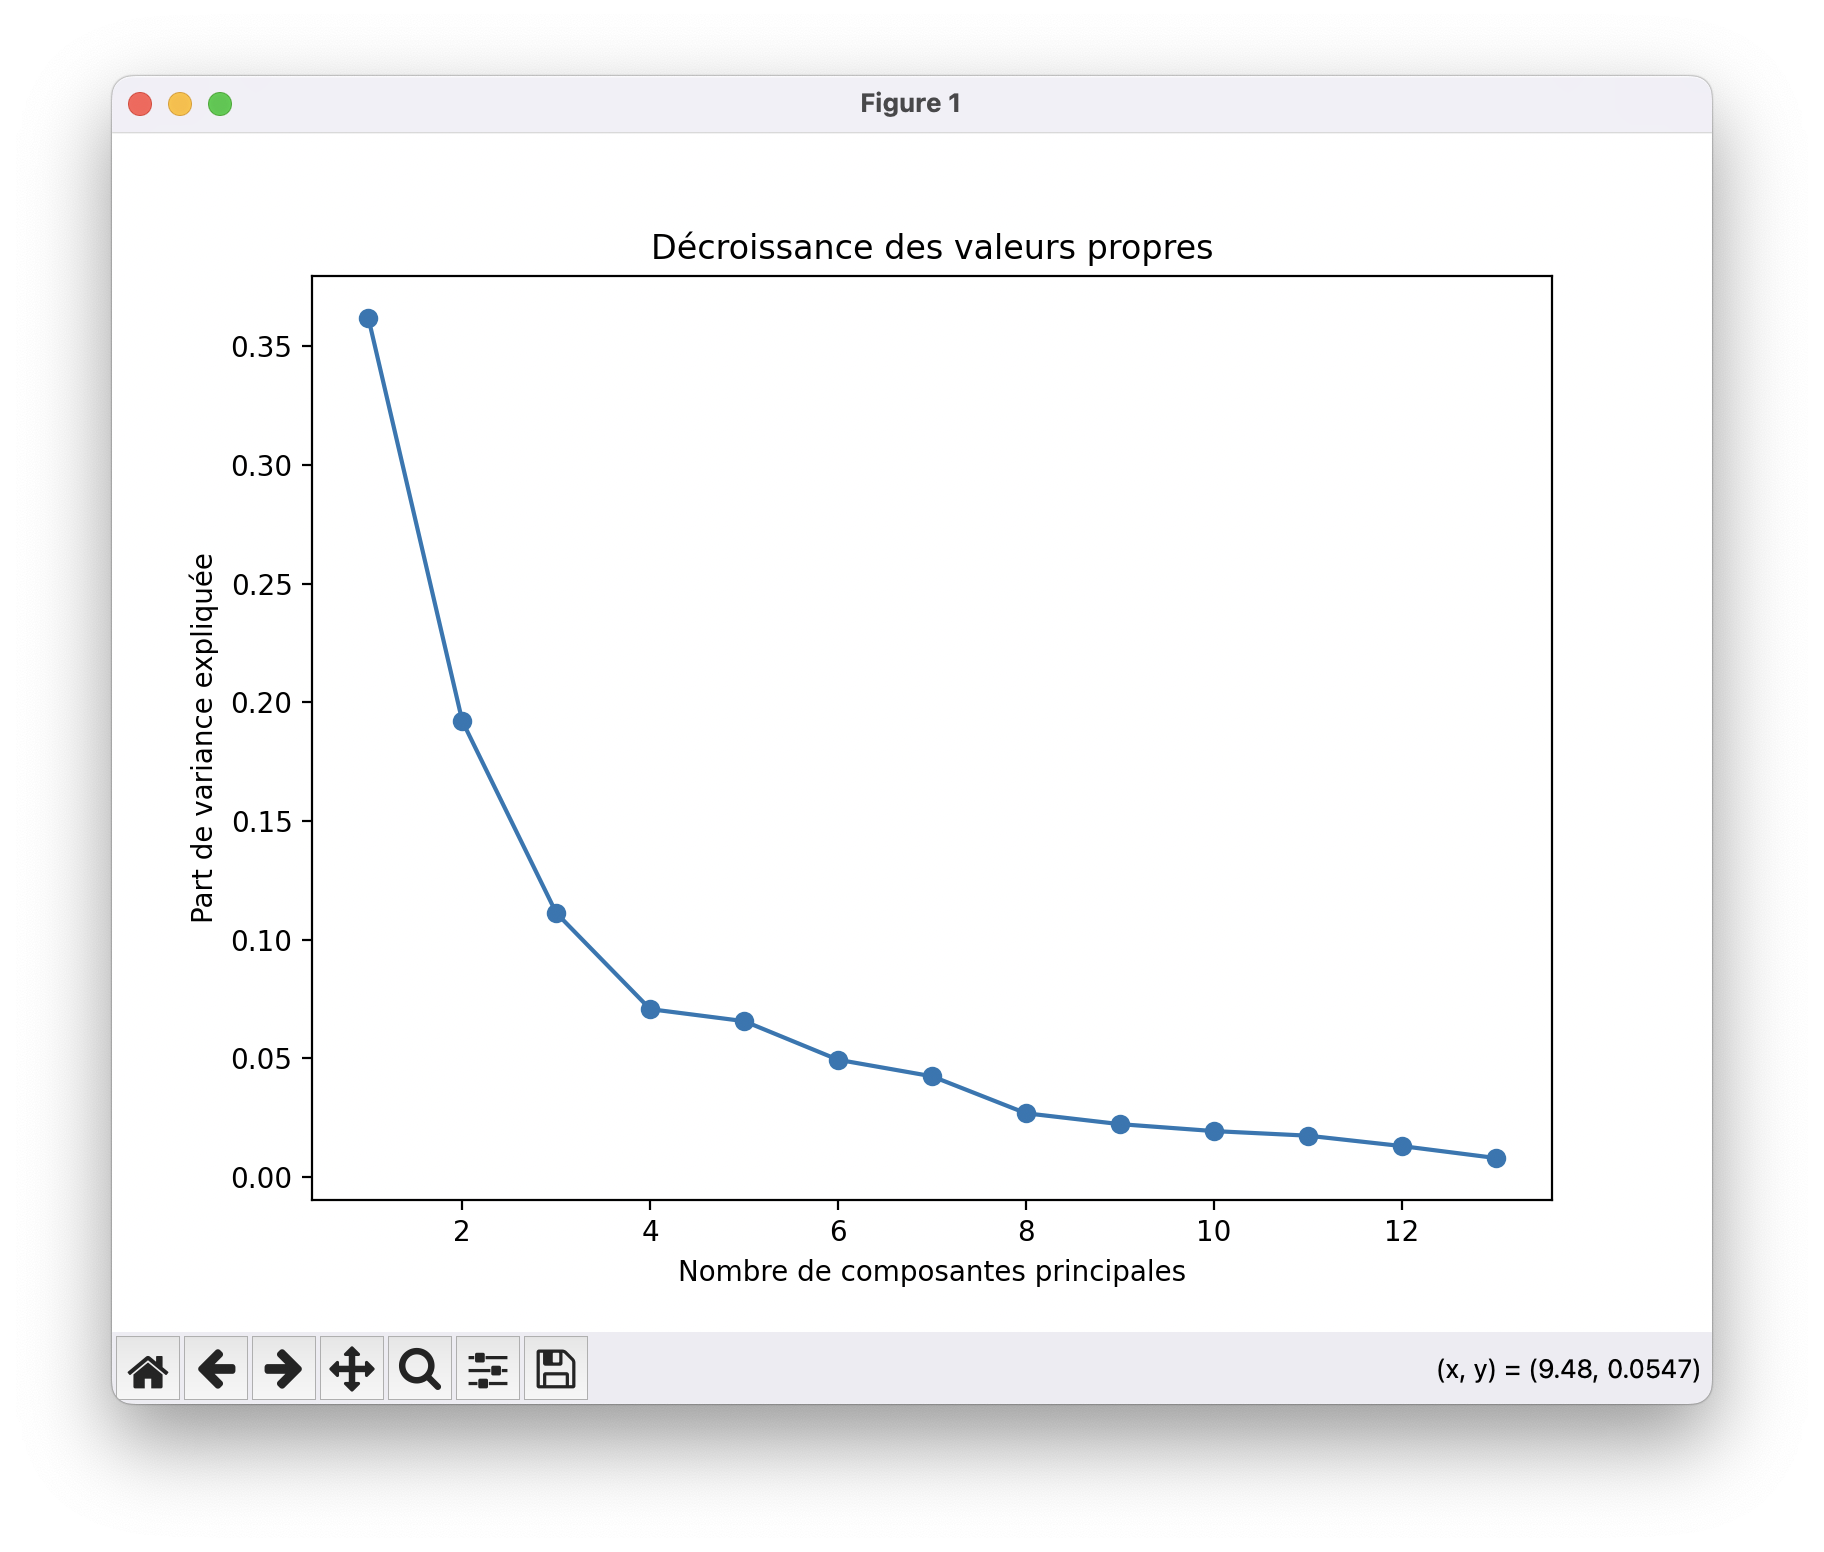 Figure 1
Décroissance des valeurs propres
Part de variance expliquée
0.35
0.30
0.25
0.20
0.15
0.10
0.05
0.00
2 4 6 8 10 12
Nombre de composantes principales
(x, y) = (9.48, 0.0547)